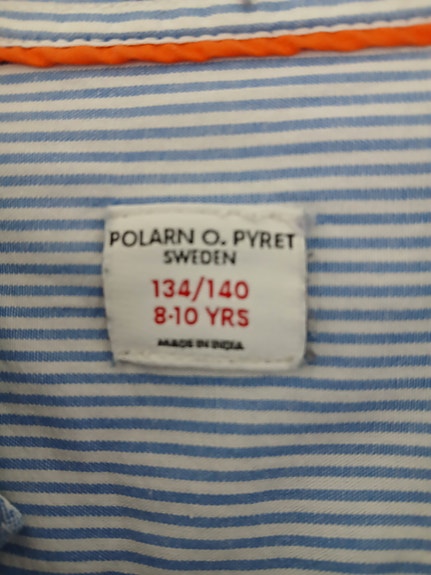 POLARN O. PYRET
SWEDEN
134/140
8-10 YRS
MADE IN INDIA